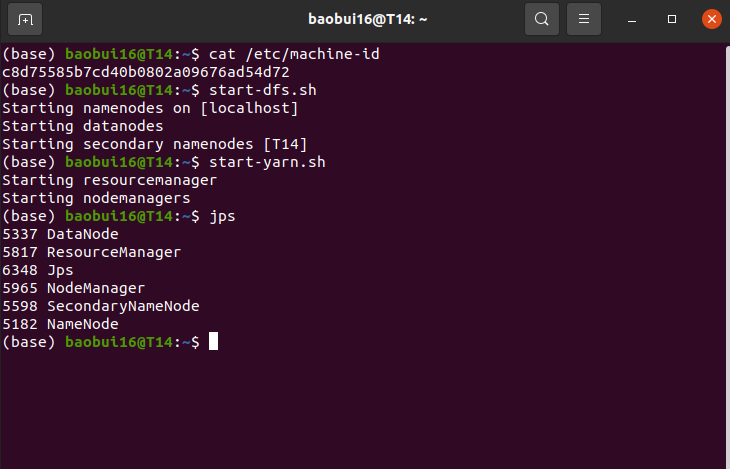 baobui16@T14: ~
(base) baobui16@T14:~$ cat /etc/machine-id
c8d75585b7cd40b0802a09676ad54d72
(base) baobui16@T14:~$ start-dfs.sh
Starting namenodes on [localhost]
Starting datanodes
Starting secondary namenodes [T14]
(base) baobui16@T14:~$ start-yarn.sh
Starting resourcemanager
Starting nodemanagers
(base) baobui16@T14:~$ jps
5337 DataNode
5817 ResourceManager
6348 Jps
5965 NodeManager
5598 SecondaryNameNode
5182 NameNode
(base) baobui16@T14:~$